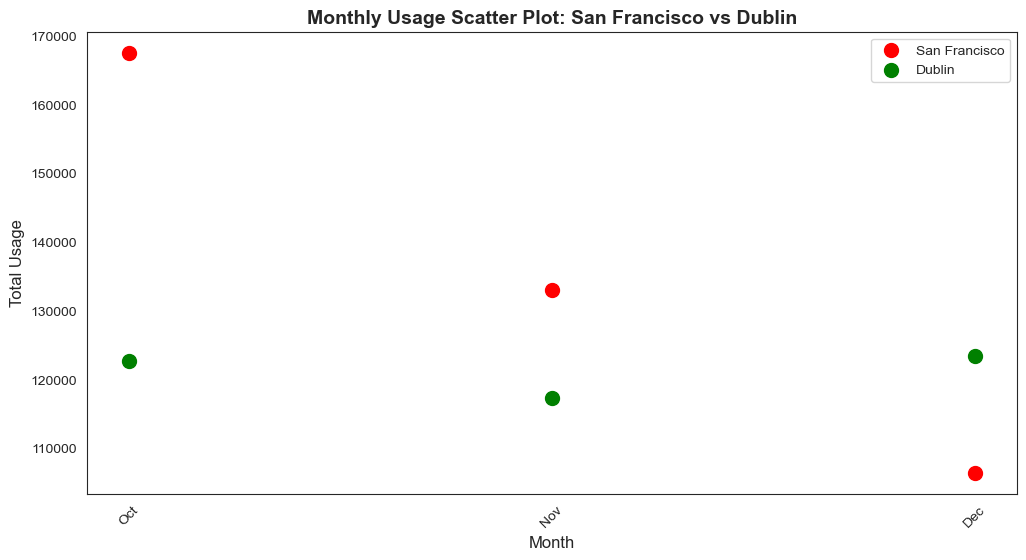 Monthly Usage Scatter Plot: San Francisco vs Dublin
170000
160000
150000
140000
130000
120000
110000
Total Usage
San Francisco
Dublin
Oct
Nov
Dec
Month